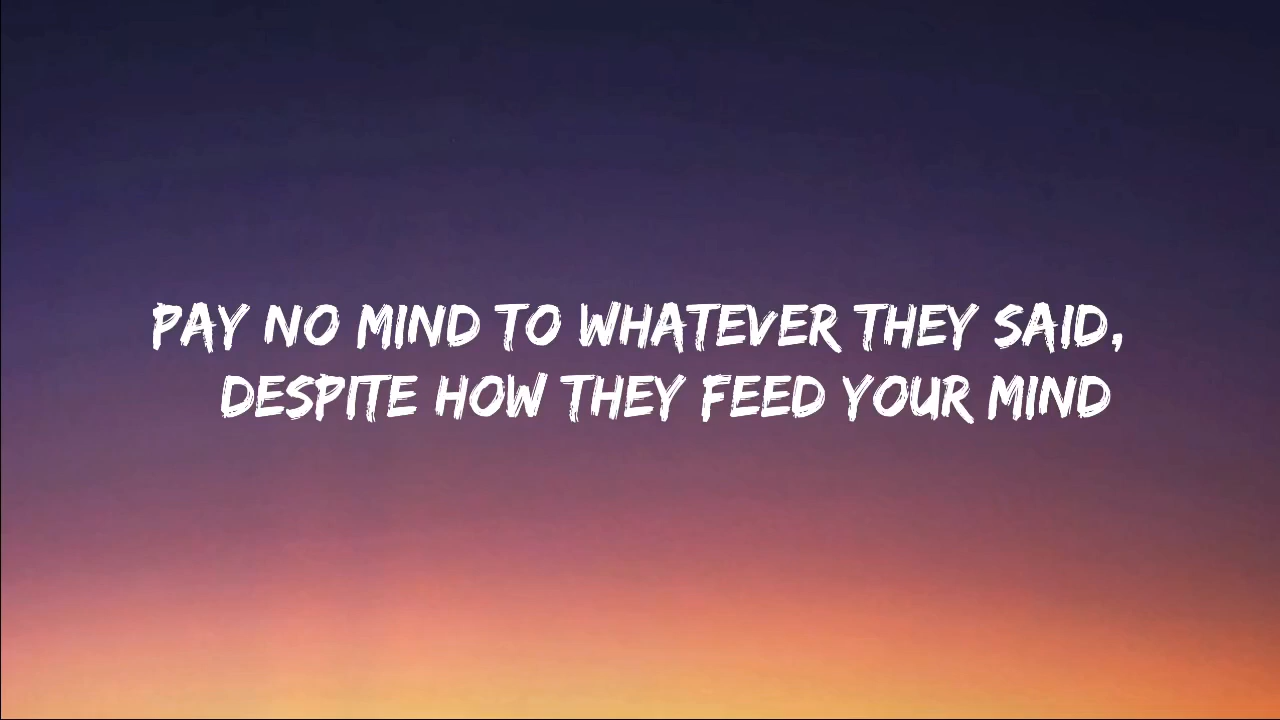 PAY NO MIND TO WHATEVER THEY SAID,
DESPITE HOW THEY FEED YOUR MIND